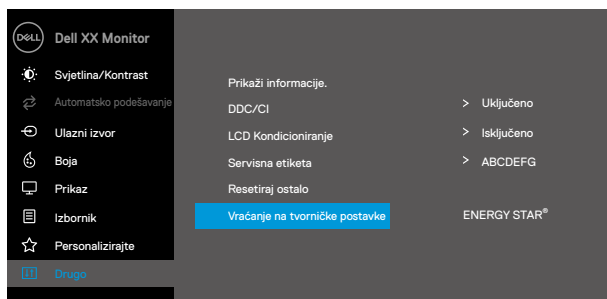 DELL
Dell XX Monitor
Svjetlina/Kontrast
Automatsko podešavanje
Ulazni izvor
Boja
Prikaz
Izbornik
Personalizirajte
Drugo
Prikaži informacije.
DDC/CI > Uključeno
LCD Kondicioniranje > Isključeno
Servisna etiketa > ABCDEFG
Resetiraj ostalo
Vraćanje na tvorničke postavke ENERGY STAR®